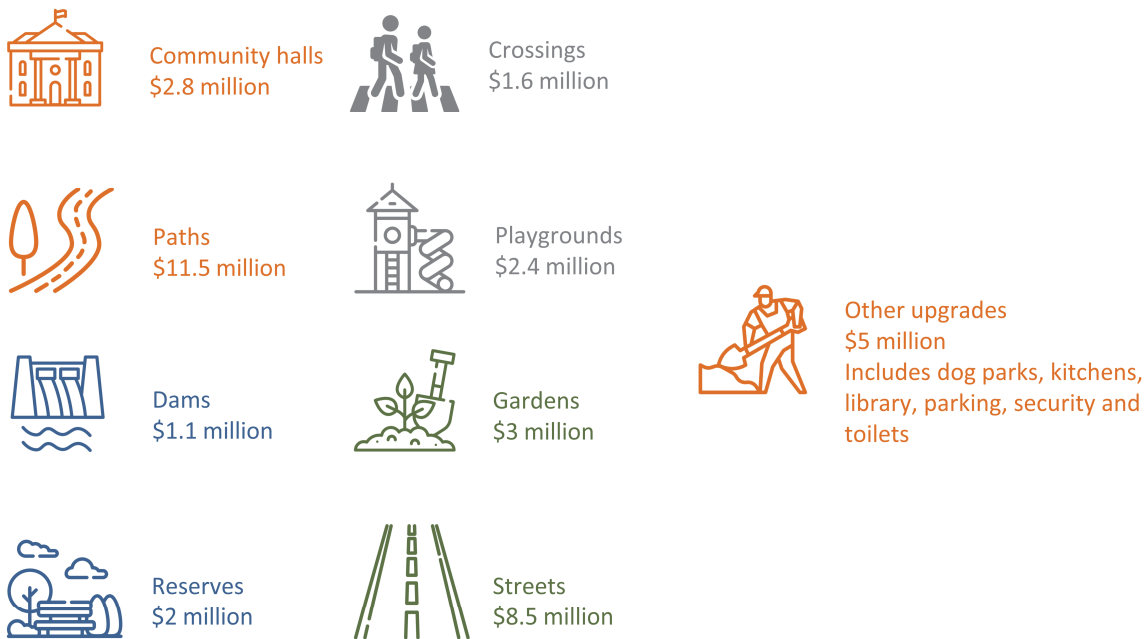 Community halls
$2.8 million
Crossings
$1.6 million
Paths
$11.5 million
Playgrounds
$2.4 million
Dams
$1.1 million
Gardens
$3 million
Reserves
$2 million
Streets
$8.5 million
Other upgrades
$5 million
Includes dog parks, kitchens,
library, parking, security and
toilets